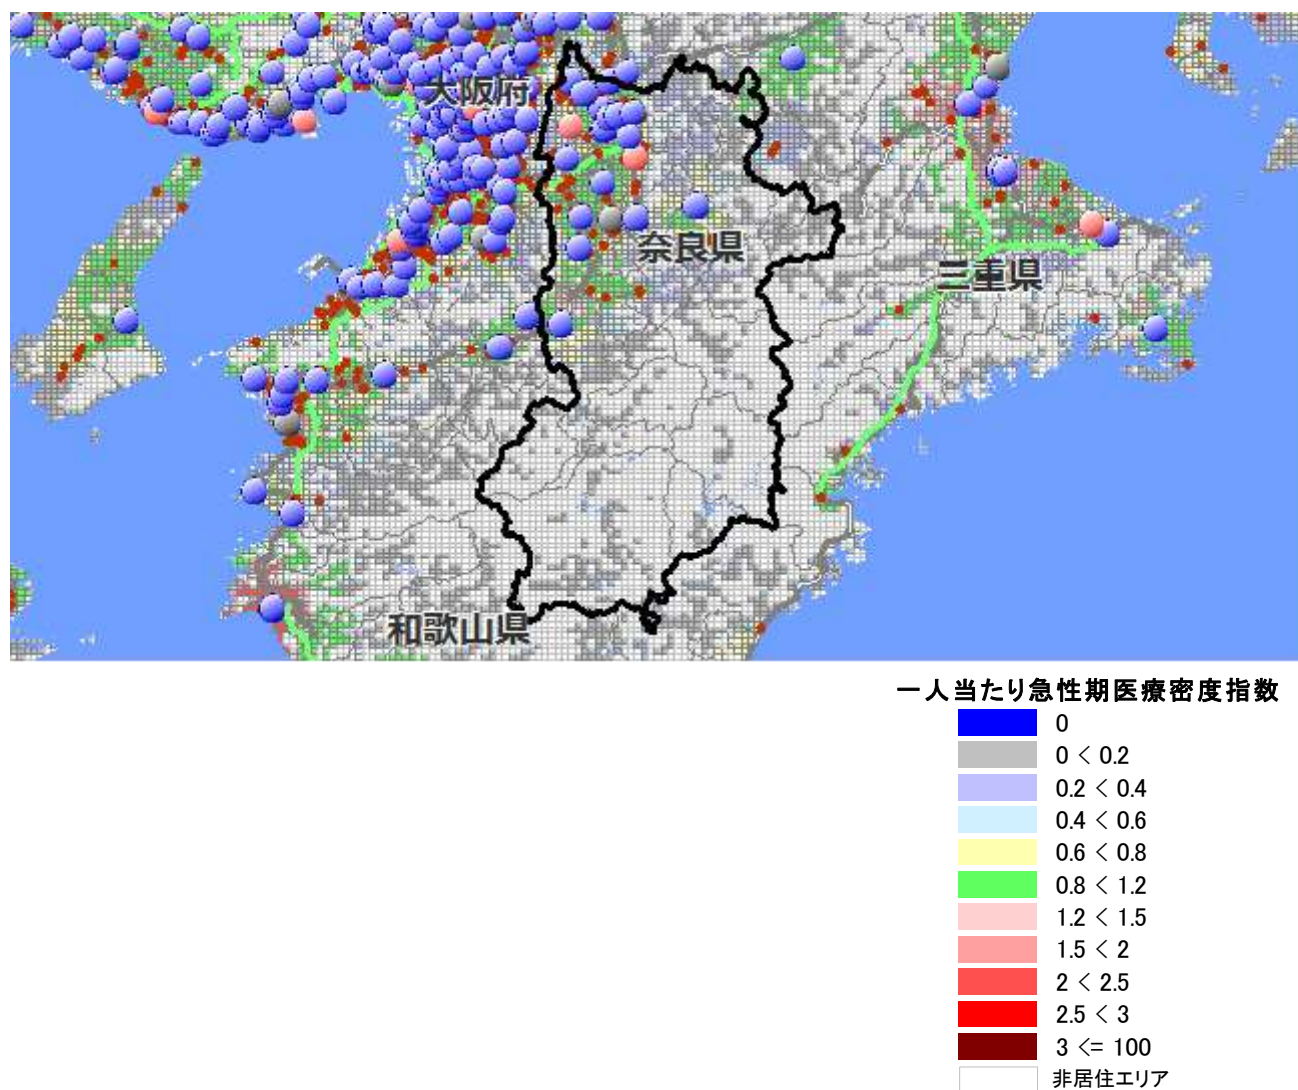 大阪府
奈良県
三重県
和歌山県
一人当たり急性期医療密度指数
0
0 < 0.2
0.2 < 0.4
0.4 < 0.6
0.6 < 0.8
0.8 < 1.2
1.2 < 1.5
1.5 < 2
2 < 2.5
2.5 < 3
3 <= 100
非居住エリア